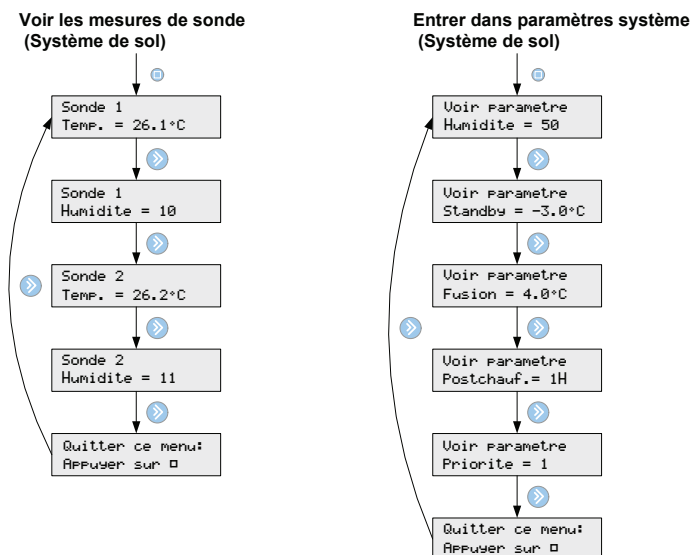 Voir les mesures de sonde
(Système de sol)
Sonde 1
Temp. = 26.1°C
Sonde 1
Humidite = 10
Sonde 2
Temp. = 26.2°C
Sonde 2
Humidite = 11
Quitter ce menu:
Appuyer sur □
Entrer dans paramètres système
(Système de sol)
Voir parametre
Humidite = 50
Voir parametre
Standby = -3.0°C
Voir parametre
Fusion = 4.0°C
Voir parametre
Postchauf.= 1H
Voir parametre
Priorite = 1
Quitter ce menu:
Appuyer sur □